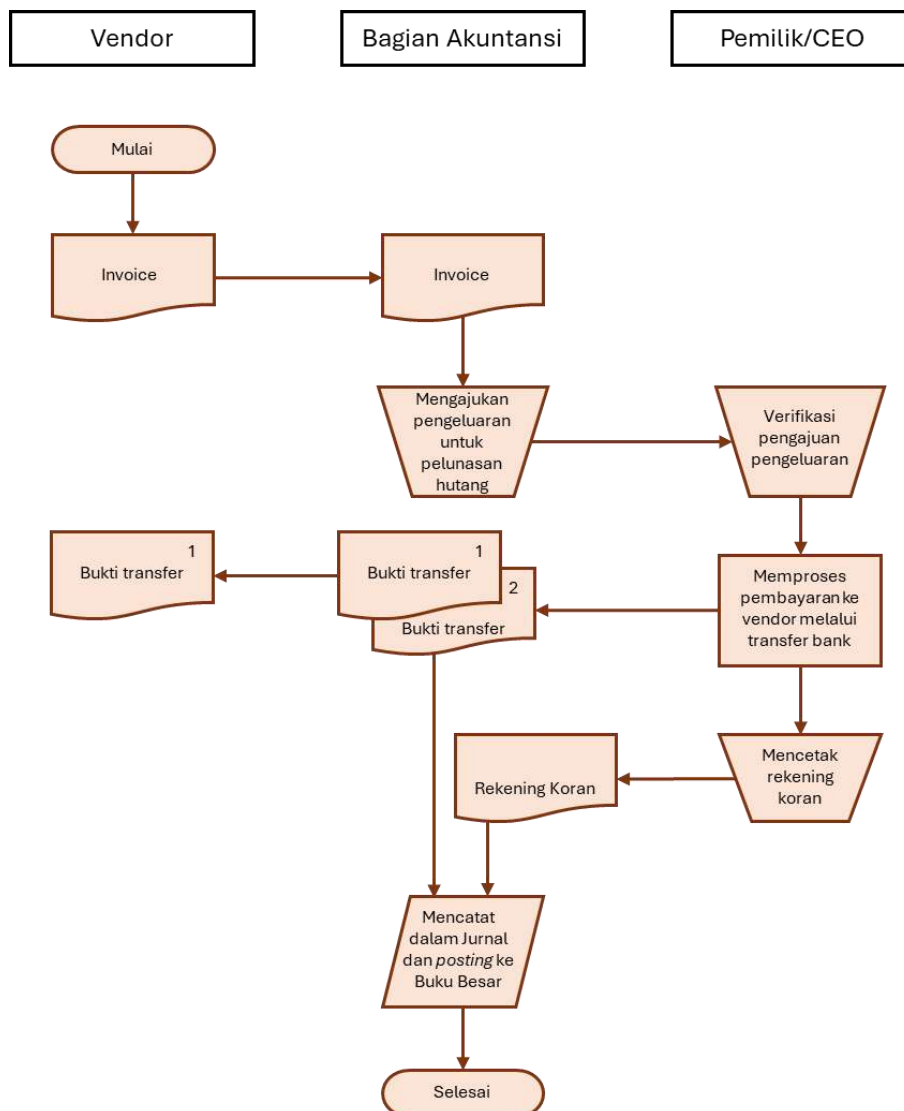 Vendor
Bagian Akuntansi
Pemilik/CEO
Mulai
Invoice
Invoice
Mengajukan
pengeluaran
untuk
pelunasan
hutang
Verifikasi
pengajuan
pengeluaran
1
Bukti transfer
1
Bukti transfer
2
Bukti transfer
Memproses
pembayaran ke
vendor melalui
transfer bank
Rekening Koran
Mencetak
rekening
koran
Mencatat
dalam Jurnal
dan posting ke
Buku Besar
Selesai